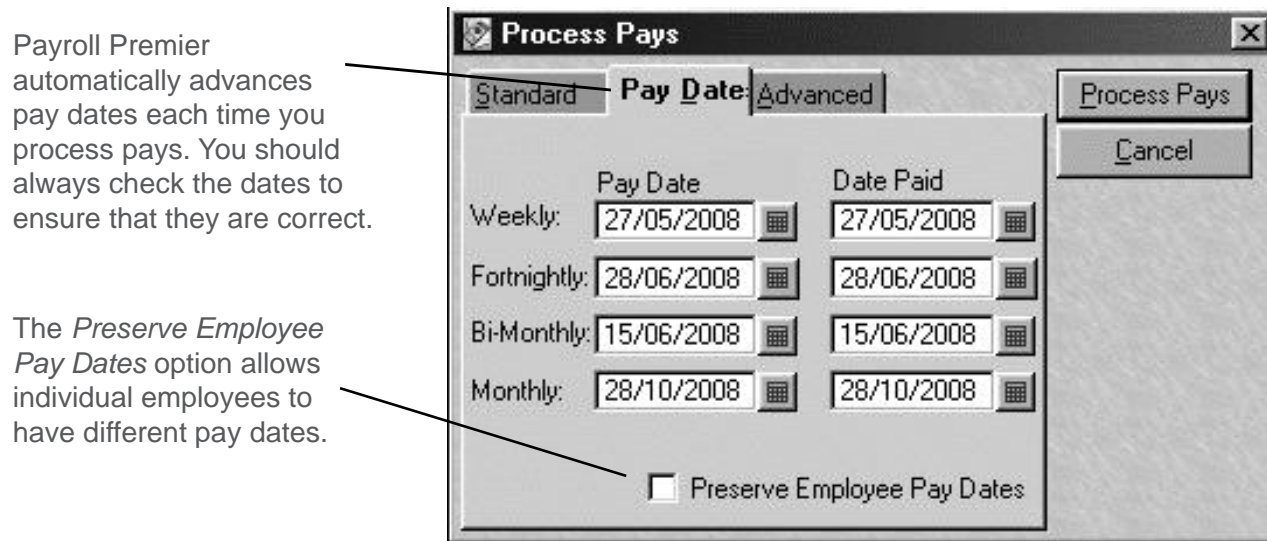 Payroll Premier
automatically advances
pay dates each time you
process pays. You should
always check the dates to
ensure that they are correct.
The Preserve Employee
Pay Dates option allows
individual employees to
have different pay dates.
Process Pays
Standard Pay Date: Advanced
Process Pays
Cancel
Pay Date Date Paid
Weekly: 27/05/2008 27/05/2008
Fortnightly: 28/06/2008 28/06/2008
Bi-Monthly: 15/06/2008 15/06/2008
Monthly: 28/10/2008 28/10/2008
Preserve Employee Pay Dates